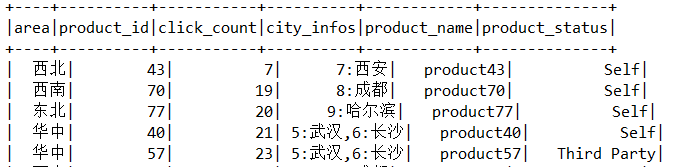 +----+----------+-----------+----------+------------+--------------+
|area|product_id|click_count|city_infos|product_name|product_status|
+----+----------+-----------+----------+------------+--------------+
| 西北| 43| 7| 7:西安| product43| Self|
| 西南| 70| 19| 8:成都| product70| Self|
| 东北| 77| 20| 9:哈尔滨| product77| Self|
| 华中| 40| 21| 5:武汉,6:长沙| product40| Self|
| 华中| 57| 23| 5:武汉,6:长沙| product57| Third Party|